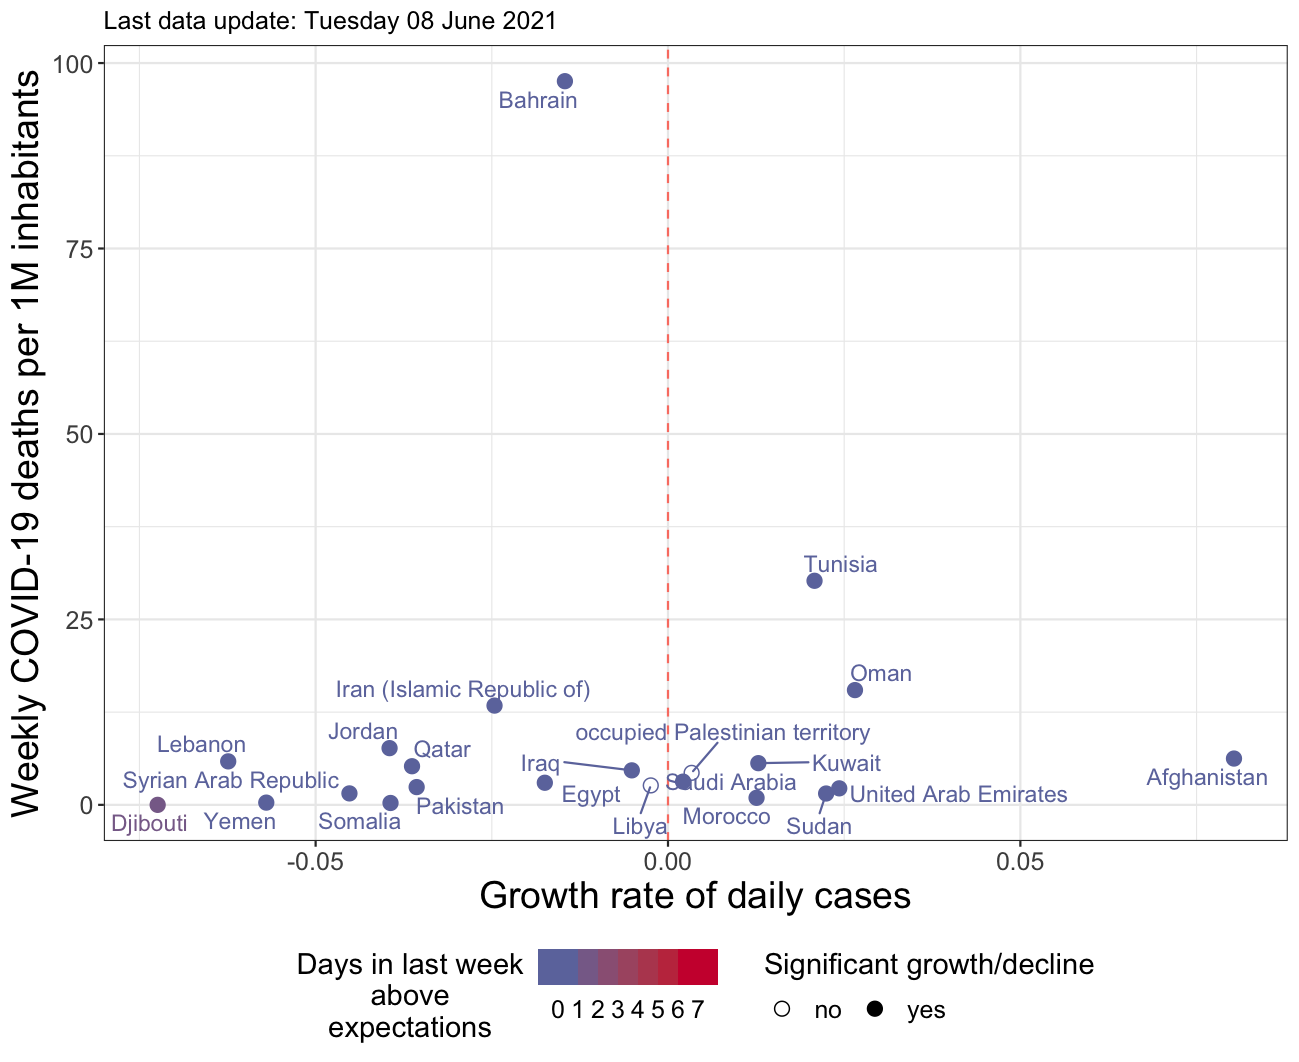 Last data update: Tuesday 08 June 2021
Weekly COVID-19 deaths per 1M inhabitants
100
75
50
25
0
Bahrain
Tunisia
Oman
Iran (Islamic Republic of)
Jordan
occupied Palestinian territory
Lebanon
Qatar
Iraq
Kuwait
Afghanistan
Syrian Arab Republic
Saudi Arabia
Egypt
United Arab Emirates
Pakistan
Djibouti
Yemen
Somalia
Libya
Morocco
Sudan
-0.05
0.00
0.05
Growth rate of daily cases
Days in last week
above
expectations
0 1 2 3 4 5 6 7
Significant growth/decline
no
yes